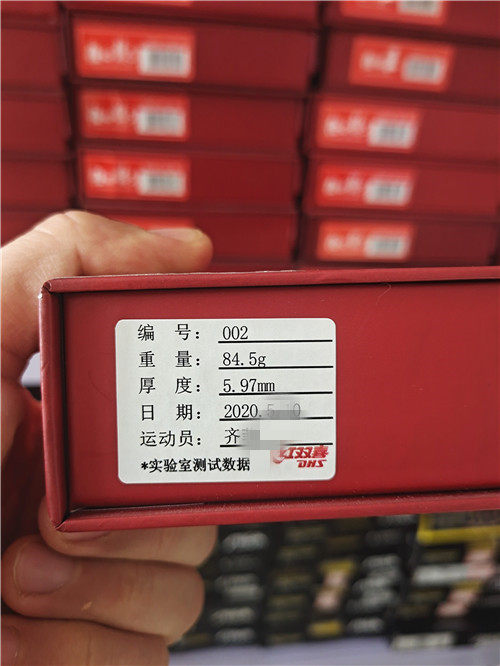 编 号： 002
重 量： 84.5g
厚 度： 5.97mm
日 期： 2020.5
运动员： 齐
*实验室测试数据
红双喜
DHS